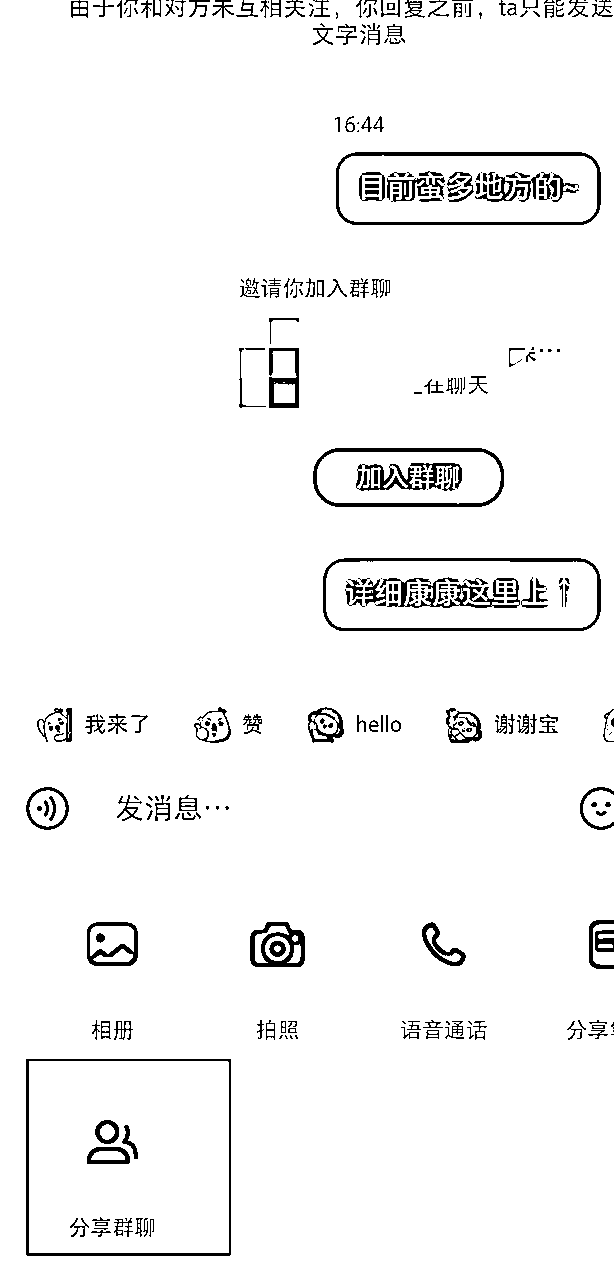 由于你和对方未互相关注，你回复之前，ta只能发送
文字消息
16:44
目前蛮多地方的~
邀请你加入群聊
在聊天
加入群聊
详细康康这里上↑
我来了 赞 hello 谢谢宝
发消息…
相册 拍照 语音通话 分享
分享群聊